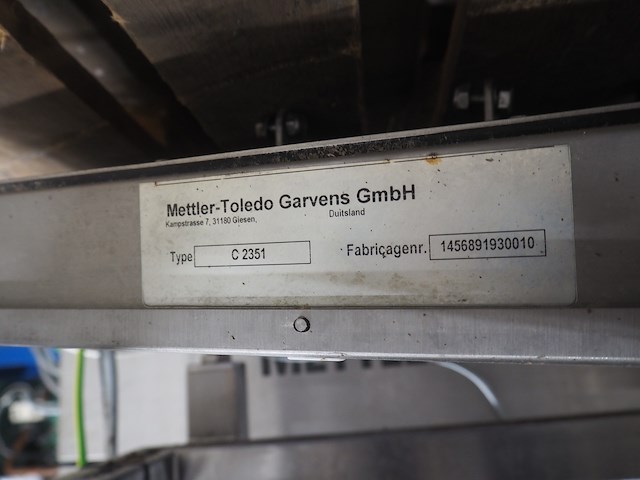 Mettler-Toledo Garvens GmbH
Kampstrasse 7, 31180 Giesen, Duitsland
Type C 2351 Fabriçagenr. 1456891930010